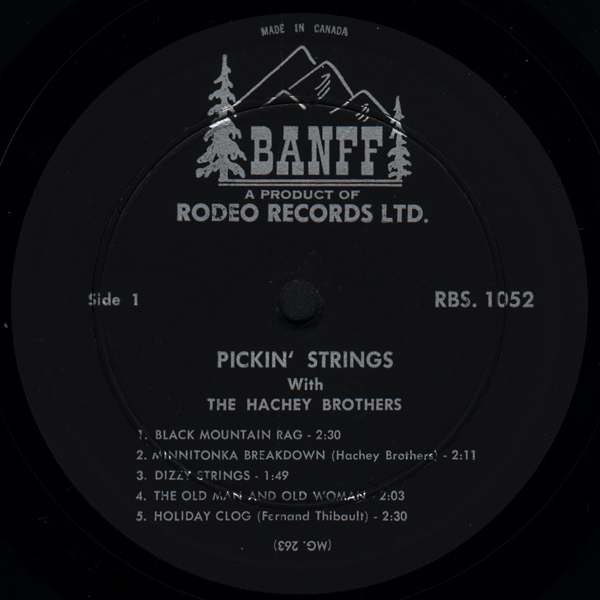 MADE IN CANADA
BANFF
A PRODUCT OF
RODEO RECORDS LTD.
Side 1
RBS. 1052
PICKIN' STRINGS
With
THE HACHEY BROTHERS
1. BLACK MOUNTAIN RAG - 2:30
2. MINNITONKA BREAKDOWN (Hachey Brothers) - 2:11
3. DIZZY STRINGS - 1:49
4. THE OLD MAN AND OLD WOMAN - 2:03
5. HOLIDAY CLOG (Fernand Thibault) - 2:30
(MG. 263)